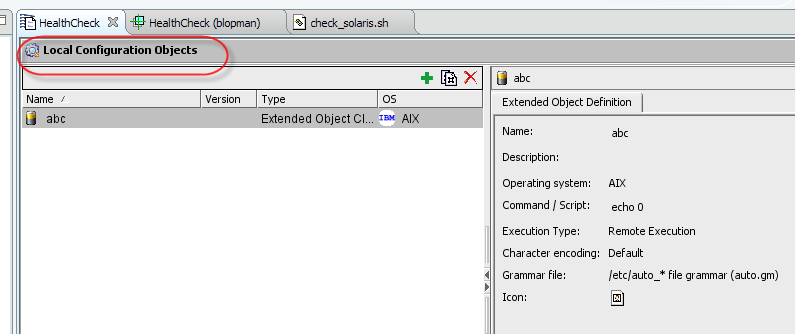 HealthCheck
HealthCheck (blopman)
check_solaris.sh
Local Configuration Objects
Name
Version
Type
OS
abc
Extended Object Cl...
IBM
AIX
abc
Extended Object Definition
Name: abc
Description:
Operating system: AIX
Command / Script: echo 0
Execution Type: Remote Execution
Character encoding: Default
Grammar file: /etc/auto_* file grammar (auto.gm)
Icon: